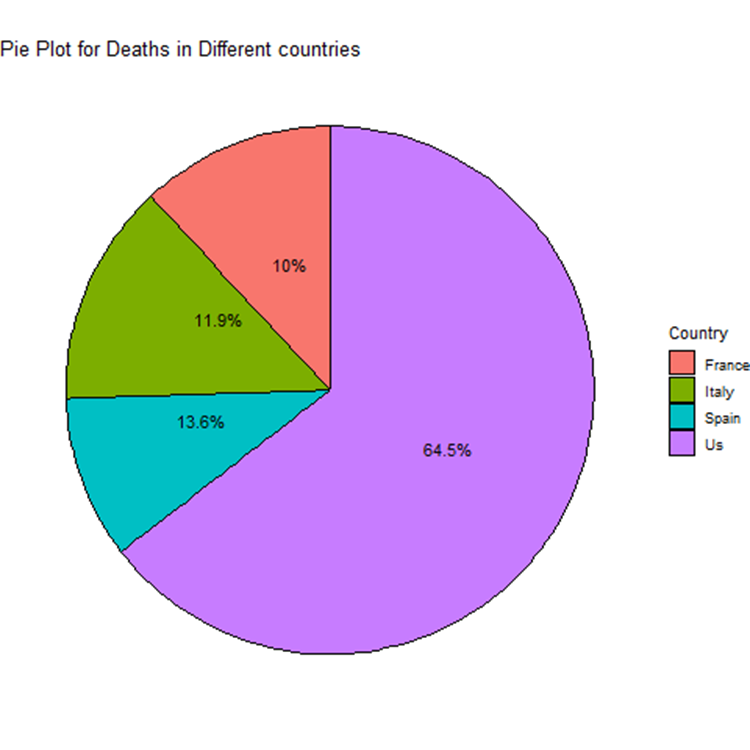 Pie Plot for Deaths in Different countries
10%
11.9%
13.6%
64.5%
Country
France
Italy
Spain
Us